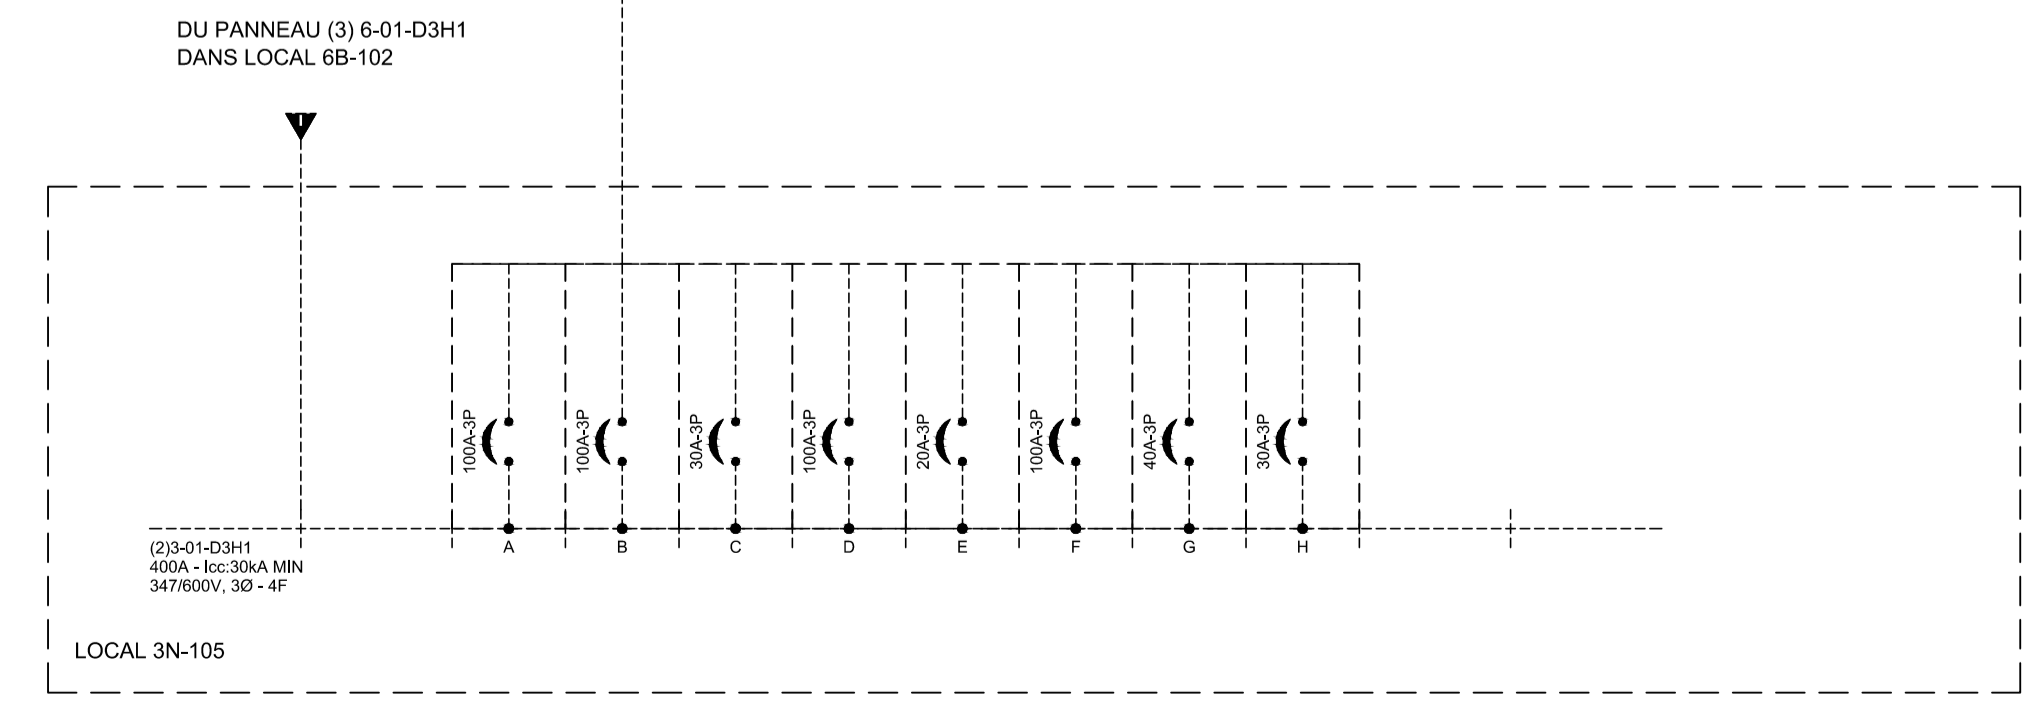 DU PANNEAU (3) 6-01-D3H1
DANS LOCAL 6B-102
1
100A-3P
100A-3P
30A-3P
100A-3P
20A-3P
100A-3P
40A-3P
30A-3P
A
B
C
D
E
F
G
H
(2)3-01-D3H1
400A - Icc:30kA MIN
347/600V, 3Ø - 4F
LOCAL 3N-105